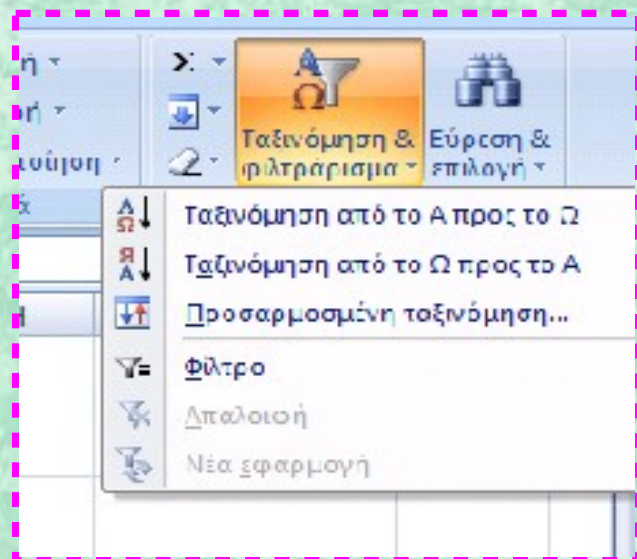 Σ
Ταξινόμηση & Εύρεση &
φιλτράρισμα επιλογή
Ταξινόμηση από το Α προς το Ω
Ταξινόμηση από το Ω προς το Α
Προσαρμοσμένη ταξινόμηση...
Φίλτρο
Απαλοιφή
Νέα εφαρμογή